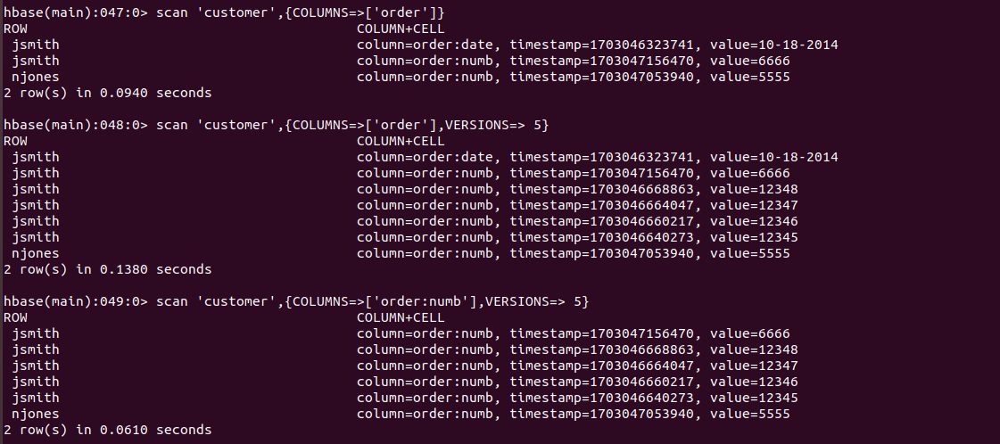 hbase(main):047:0> scan 'customer',{COLUMNS=>['order']}
ROW COLUMN+CELL
jsmith column=order:date, timestamp=1703046323741, value=10-18-2014
jsmith column=order:numb, timestamp=1703047156470, value=6666
njones column=order:numb, timestamp=1703047053940, value=5555
2 row(s) in 0.0940 seconds
hbase(main):048:0> scan 'customer',{COLUMNS=>['order'],VERSIONS=> 5}
ROW COLUMN+CELL
jsmith column=order:date, timestamp=1703046323741, value=10-18-2014
jsmith column=order:numb, timestamp=1703047156470, value=6666
jsmith column=order:numb, timestamp=1703046668863, value=12348
jsmith column=order:numb, timestamp=1703046664047, value=12347
jsmith column=order:numb, timestamp=1703046660217, value=12346
jsmith column=order:numb, timestamp=1703046640273, value=12345
njones column=order:numb, timestamp=1703047053940, value=5555
2 row(s) in 0.1380 seconds
hbase(main):049:0> scan 'customer',{COLUMNS=>['order:numb'],VERSIONS=> 5}
ROW COLUMN+CELL
jsmith column=order:numb, timestamp=1703047156470, value=6666
jsmith column=order:numb, timestamp=1703046668863, value=12348
jsmith column=order:numb, timestamp=1703046664047, value=12347
jsmith column=order:numb, timestamp=1703046660217, value=12346
jsmith column=order:numb, timestamp=1703046640273, value=12345
njones column=order:numb, timestamp=1703047053940, value=5555
2 row(s) in 0.0610 seconds